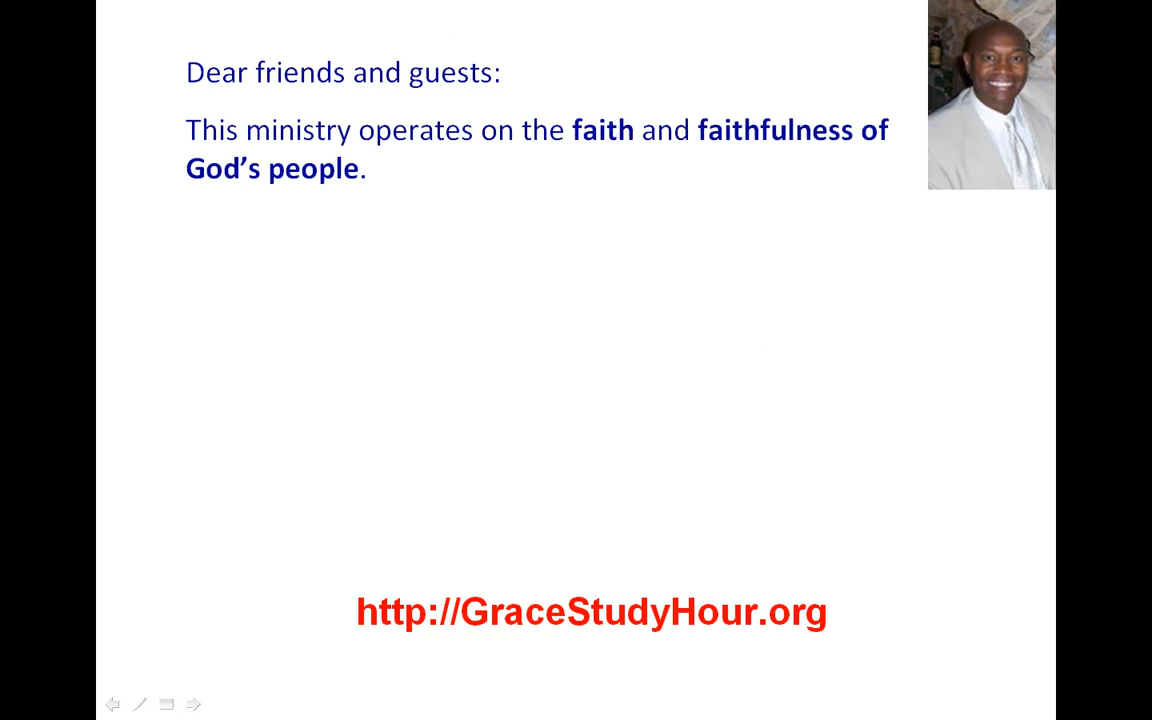 Dear friends and guests:
This ministry operates on the faith and faithfulness of
God’s people.
http://GraceStudyHour.org